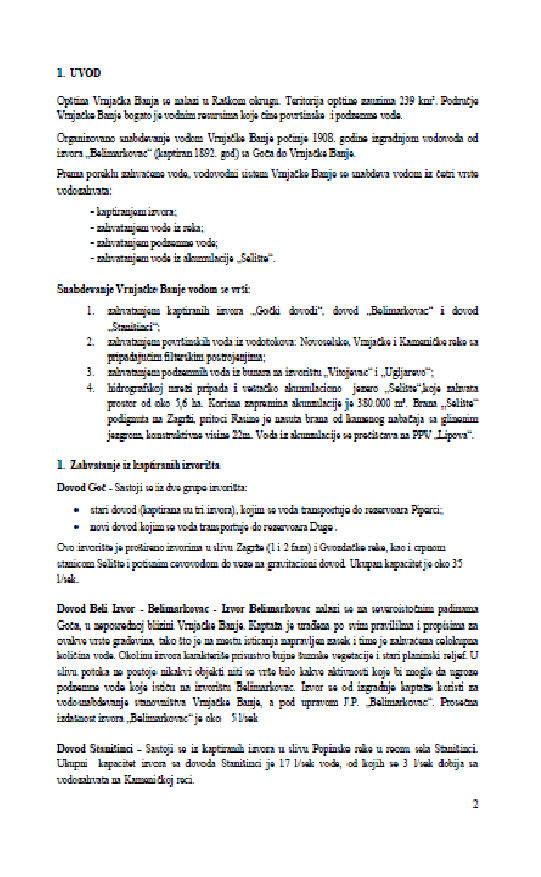 1. UVOD
Opština Vrnjačka Banja se nalazi u Raškom okrugu. Teritorija opštine zauzima 239 km². Područje
Vrnjačke Banje bogato je vodnim resursima koje čine površinske i podzemne vode.
Organizovano snabdevanje vodom Vrnjačke Banje počinje 1908. godine izgradnjom vodovoda od
izvora „Belimarkovac“ (kaptiran 1892. god) sa Goča do Vrnjačke Banje.
Prema poreklu zahvaćene vode, vodovodni sistem Vrnjačke Banje se snabdeva vodom iz četri vrste
vodozahvata:
- kaptiranjem izvora;
- zahvatanjem vode iz reka;
- zahvatanjem podzemne vode;
- zahvatanjem vode iz akumulacije „Selište“.
Snabdevanje Vrnjačke Banje vodom se vrši:
1. zahvatanjem kaptiranih izvora „Gočki dovodi“, dovod „Belimarkovac“ i dovod
„Stanišinci“;
2. zahvatanjem površinskih voda iz vodotokova: Novoselske, Vrnjačke i Kameničke reke sa
pripadajućim filterskim postrojenjima;
3. zahvatanjem podzemnih voda iz bunara na izvorištu „Vitojevac“ i „Ugljarevo“;
4. hidrografskoj mreži pripada i veštačko akumulaciono jezero „Selište“,koje zahvata
prostor od oko 5,6 ha. Korisna zapremina akumulacije je 380.000 m³. Brana „Selište“
podignuta na Zagrži, pritoci Rasine je nasuta brana od kamenog nabačaja sa glinenim
jezgrom, konstruktivne visine 22m. Voda iz akumulacije se prečišćava na PPV „Lipova“.
1. Zahvatanje iz kaptiranih izvorišta
Dovod Goč - Sastoji se iz dve grupe izvorišta:
• stari dovod (kaptirana su tri izvora), kojim se voda transportuje do rezervoara Piperci;
• novi dovod kojim se voda transportuje do rezervoara Duge .
Ovo izvorište je prošireno izvorima u slivu Zagrže (1 i 2 faza) i Gvozdačke reke, kao i crpnom
stanicom Selište i potisnim cevovodom do veze na gravitacioni dovod. Ukupan kapacitet je oko 35
l/sek.
Dovod Beli Izvor - Belimarkovac - Izvor Belimarkovac nalazi se na severoistočnim padinama
Goča, u neposrednoj blizini Vrnjačke Banje. Kaptaža je urađena po svim pravilima i propisima za
ovakve vrste građevina, tako što je na mestu isticanja napravljen zasek i time je zahvaćena celokupna
količina vode. Okolinu izvora karakteriše prisustvo bujne šumske vegetacije i stari planinski reljef. U
slivu potoka ne postoje nikakvi objekti niti se vrše bilo kakve aktivnosti koje bi mogle da ugroze
podzemne vode koje ističu na izvorištu Belimarkovac. Izvor se od izgradnje kaptaže koristi za
vodosnabdevanje stanovništva Vrnjačke Banje, a pod upravom J.P. „Belimarkovac“. Prosečna
izdašnost izvora „Belimarkovac“ je oko 5 l/sek
Dovod Stanišinci – Sastoji se iz kaptiranih izvora u slivu Popinske reke u reonu sela Stanišinci.
Ukupni kapacitet izvora sa dovoda Stanišinci je 17 l/sek vode, od kojih se 3 l/sek dobija sa
vodozahvata na Kameničkoj reci.
2